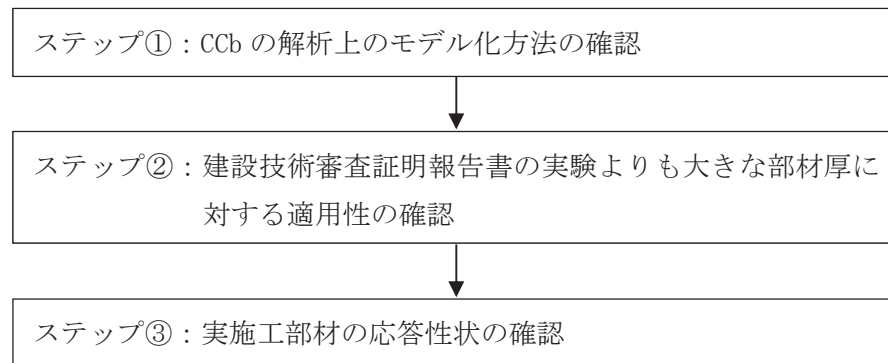 ステップ①：CCb の解析上のモデル化方法の確認
ステップ②：建設技術審査証明報告書の実験よりも大きな部材厚に
対する適用性の確認
ステップ③：実施工部材の応答性状の確認